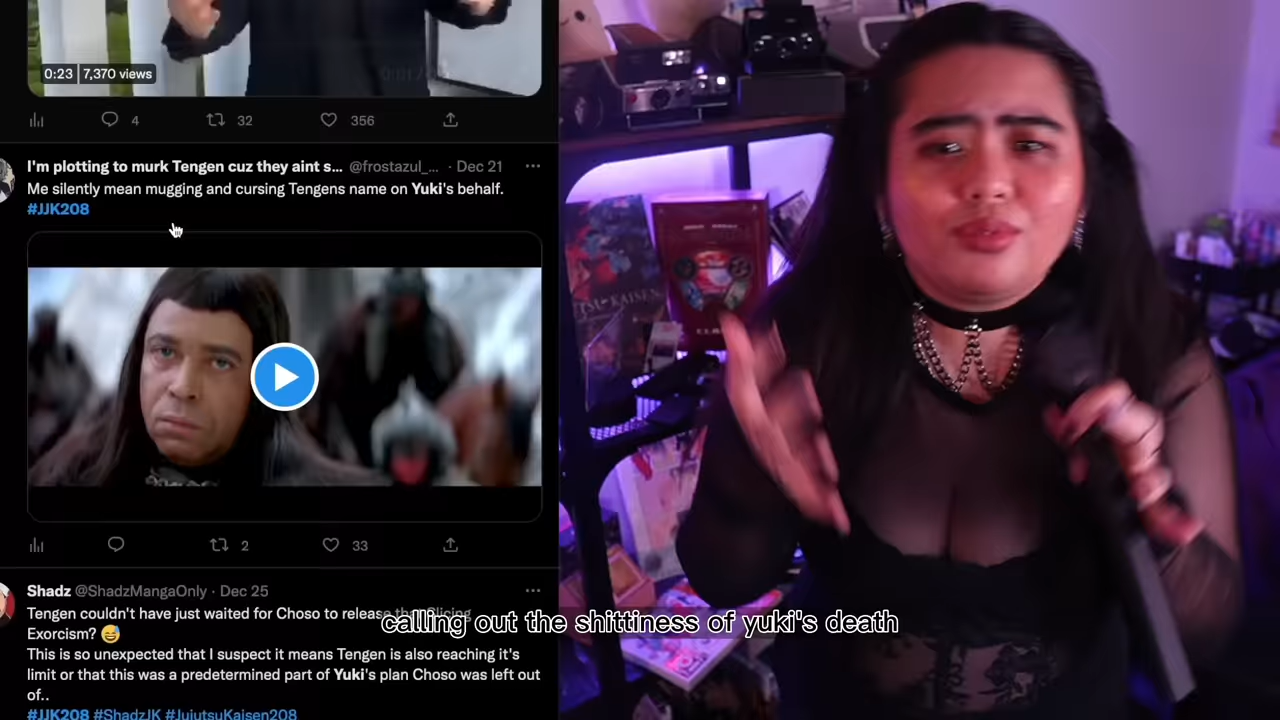 0:23 7,370 views
4
32
356
I'm plotting to murk Tengen cuz they aint s... @frostazul_... · Dec 21
Me silently mean mugging and cursing Tengens name on Yuki's behalf.
#JJK208
2
33
Shadz @ShadzMangaOnly · Dec 25
Tengen couldn't have just waited for Choso to release the Slicing
Exorcism? 😅
This is so unexpected that I suspect it means Tengen is also reaching it's
limit or that this was a predetermined part of Yuki's plan Choso was left out
of..
#JJK208 #ShadzJK #JujutsuKaisen208
calling out the shittiness of yuki's death